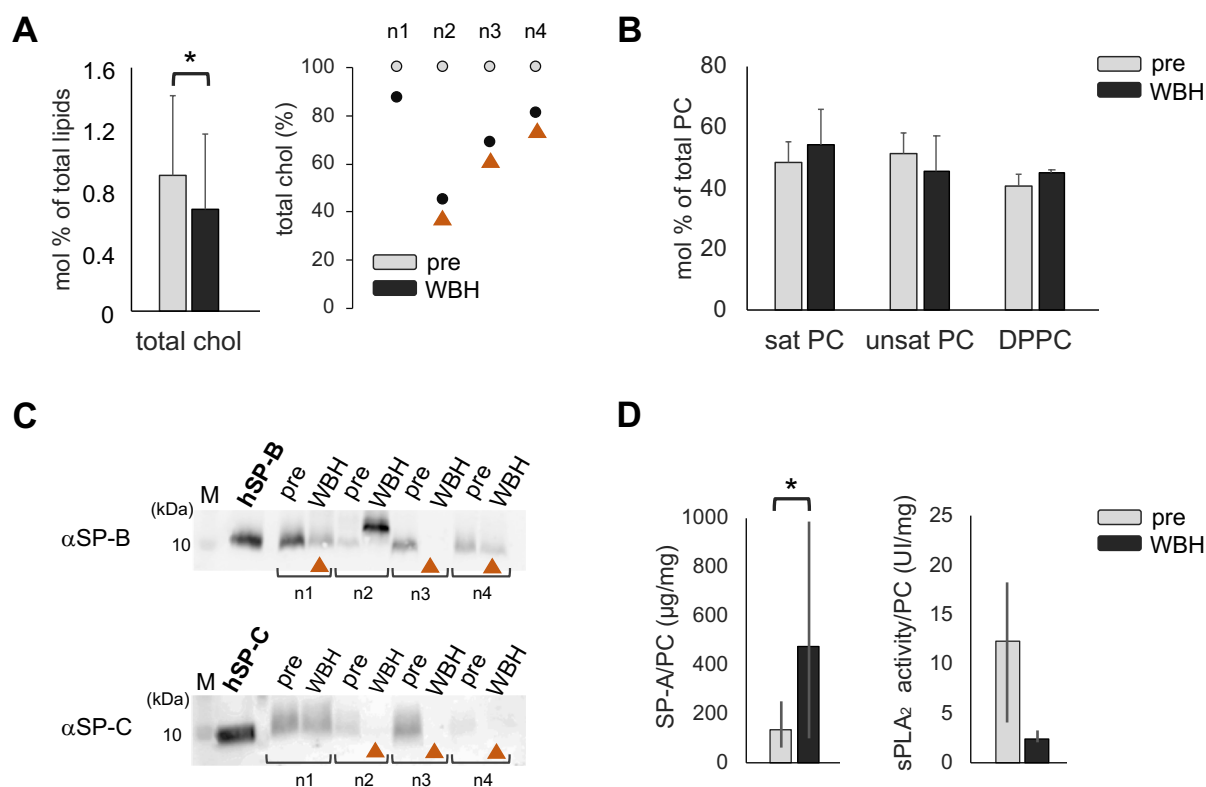 A
mol % of total lipids
1.6
1.2
0.8
0.4
0
*
total chol
n1 n2 n3 n4
total chol (%)
100
80
60
40
20
0
pre
WBH
B
mol % of total PC
80
60
40
20
0
pre
WBH
sat PC unsat PC DPPC
C
M hSP-B pre WBH pre WBH pre WBH pre WBH
(kDa)
αSP-B
10
n1 n2 n3 n4
M hSP-C pre WBH pre WBH pre WBH pre WBH
(kDa)
αSP-C
10
n1 n2 n3 n4
D
SP-A/PC (µg/mg)
1000
800
600
400
200
0
*
sPLA₂ activity/PC (UI/mg)
25
20
15
10
5
0
pre
WBH